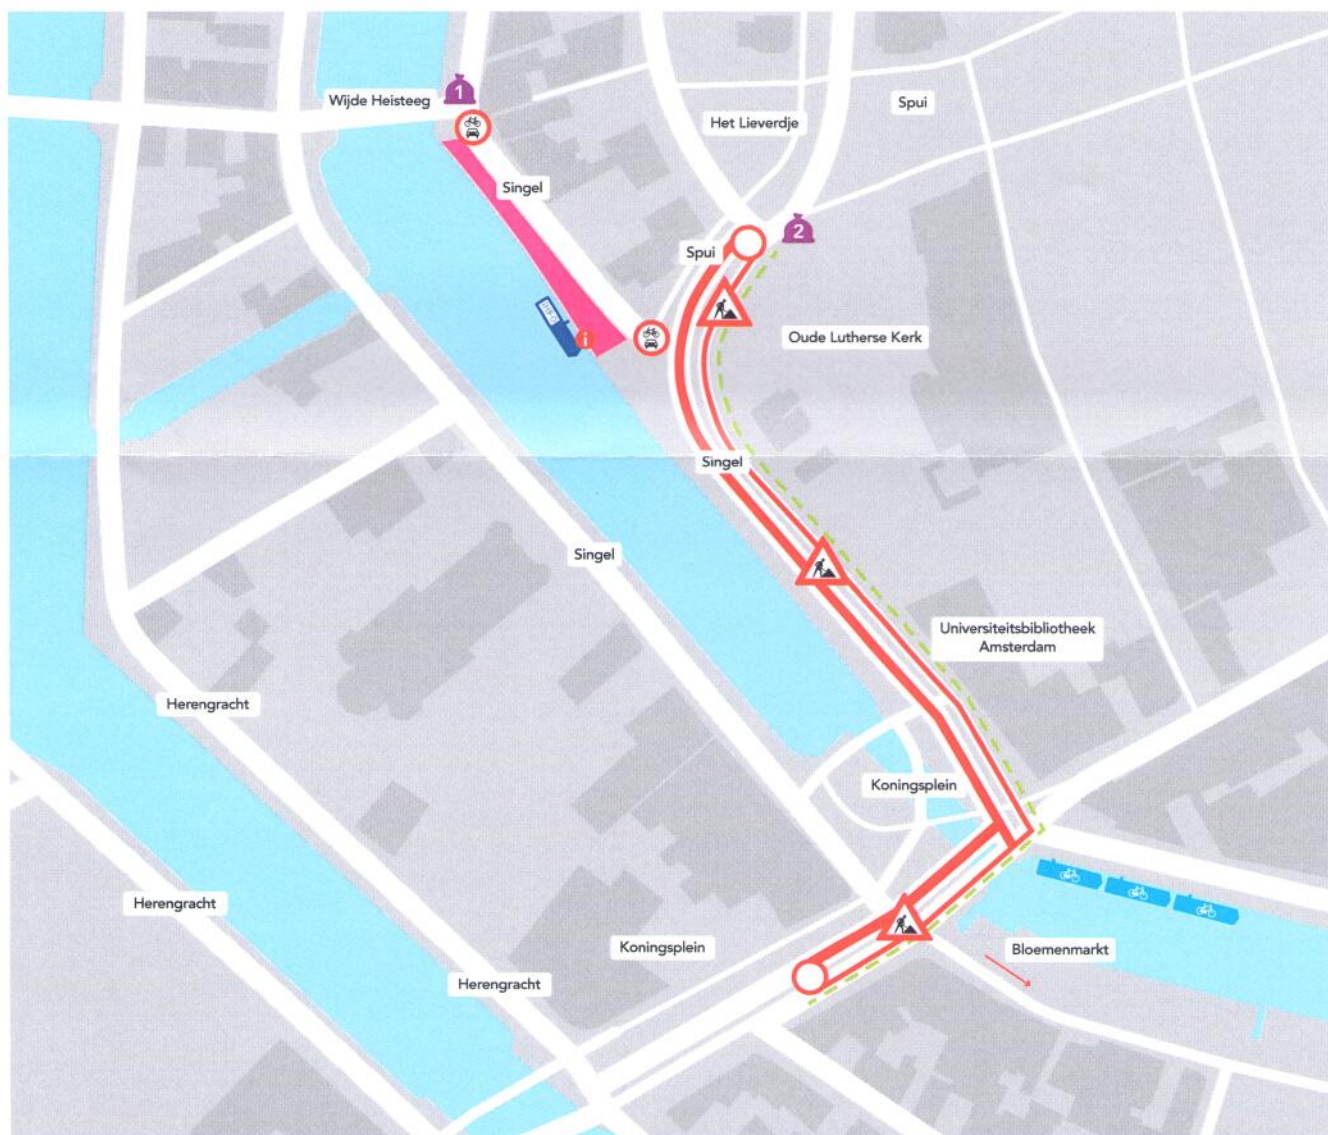 Wijde Heisteeg
1
Spui
Het Lieverdje
Singel
2
Spui
INFO
i
Oude Lutherse Kerk
Singel
Singel
Universiteitsbibliotheek
Amsterdam
Herengracht
Koningsplein
Herengracht
Koningsplein
Bloemenmarkt
Herengracht